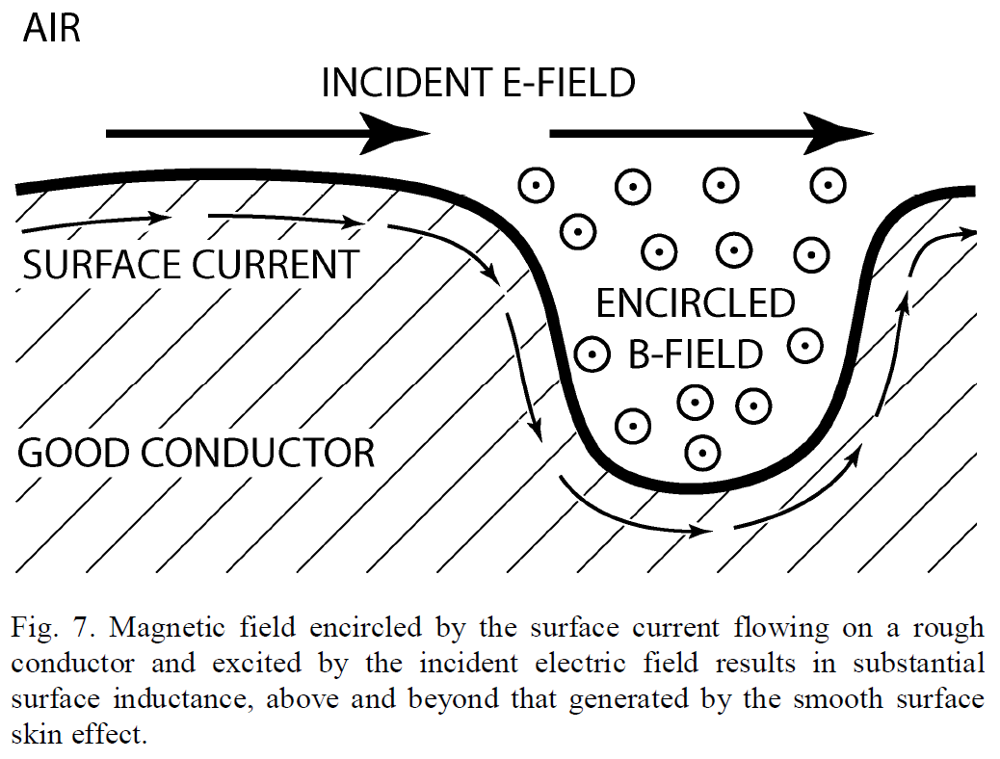 AIR
INCIDENT E-FIELD
SURFACE CURRENT
ENCIRCLED
B-FIELD
GOOD CONDUCTOR
Fig. 7. Magnetic field encircled by the surface current flowing on a rough
conductor and excited by the incident electric field results in substantial
surface inductance, above and beyond that generated by the smooth surface
skin effect.